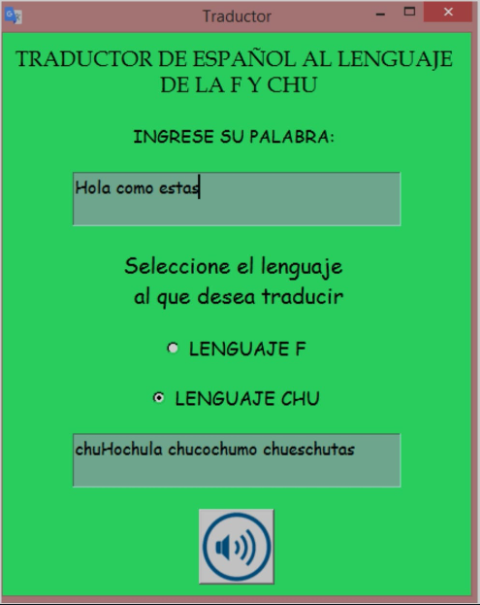 Traductor
TRADUCTOR DE ESPAÑOL AL LENGUAJE
DE LA F Y CHU
INGRESE SU PALABRA:
Hola como estas
Seleccione el lenguaje
al que desea traducir
LENGUAJE F
LENGUAJE CHU
chuHochula chucochumo chueschutas